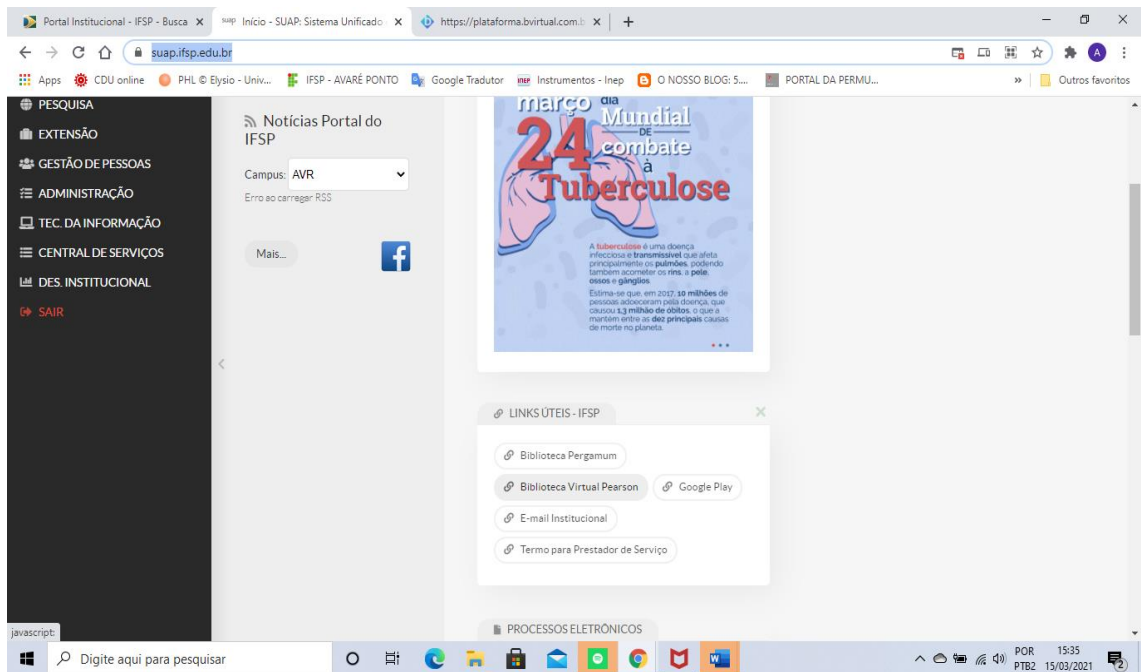 Portal Institucional - IFSP - Busca
suap Início - SUAP: Sistema Unificado
https://plataforma.bvirtual.com.b
suap.ifsp.edu.br
A
Apps
CDU online
PHL © Elysio - Univ...
IFSP - AVARÉ PONTO
Google Tradutor
INEP Instrumentos - Inep
O NOSSO BLOG: 5....
PORTAL DA PERMU...
»
Outros favoritos
PESQUISA
EXTENSÃO
GESTÃO DE PESSOAS
ADMINISTRAÇÃO
TEC. DA INFORMAÇÃO
CENTRAL DE SERVIÇOS
DES. INSTITUCIONAL
SAIR
Notícias Portal do
IFSP
Campus: AVR
Erro ao carregar RSS
Mais...
março dia
24 Mundial
DE
combate
à
Tuberculose
A tuberculose é uma doença
infecciosa e transmissível que afeta
principalmente os pulmões, podendo
também acometer os rins, a pele,
ossos e gânglios.
Estima-se que, em 2017, 10 milhões de
pessoas adoeceram pela doença, que
causou 1,3 milhão de óbitos, o que a
mantém entre as dez principais causas
de morte no planeta.
LINKS ÚTEIS - IFSP
Biblioteca Pergamum
Biblioteca Virtual Pearson
Google Play
E-mail Institucional
Termo para Prestador de Serviço
PROCESSOS ELETRÔNICOS
javascript:
Digite aqui para pesquisar
POR
PTB2
15:35
15/03/2021
2